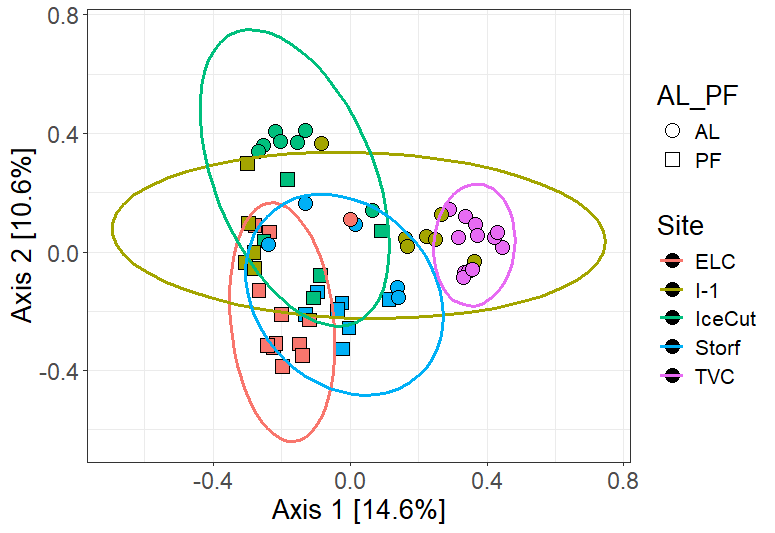 0.8
0.4
0.0
-0.4
Axis 2 [10.6%]
-0.4
0.0
0.4
0.8
Axis 1 [14.6%]
AL_PF
AL
PF
Site
ELC
I-1
IceCut
Storf
TVC